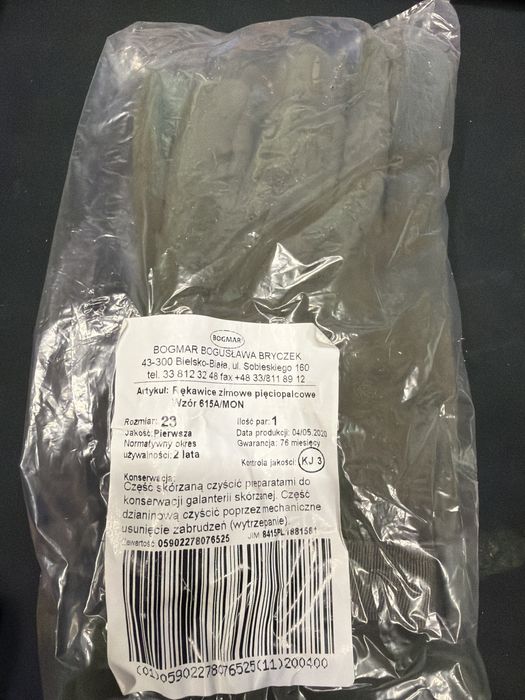 BOGMAR
BOGMAR BOGUSŁAWA BRYCZEK
43-300 Bielsko-Biała, ul. Sobieskiego 160
tel. 33 812 32 48 fax +48 33/811 89 12
Artykuł: Rękawice zimowe pięciopalcowe
Wzór 615A/MON
Rozmiar: 23 Ilość par: 1
Jakość: Pierwsza Data produkcji: 04/05.2020
Normatywny okres Gwarancja: 76 miesięcy
używalności: 2 lata Kontrola jakości: KJ 3
Konserwacja:
Część skórzaną czyścić preparatami do
konserwacji galanterii skórzanej. Część
dzianinową czyścić poprzez mechaniczne
usunięcie zabrudzeń (wytrzepanie).
Zawartość: 05902278076525 JIM: 8415PL1881581
(01)05902278076525(11)200400